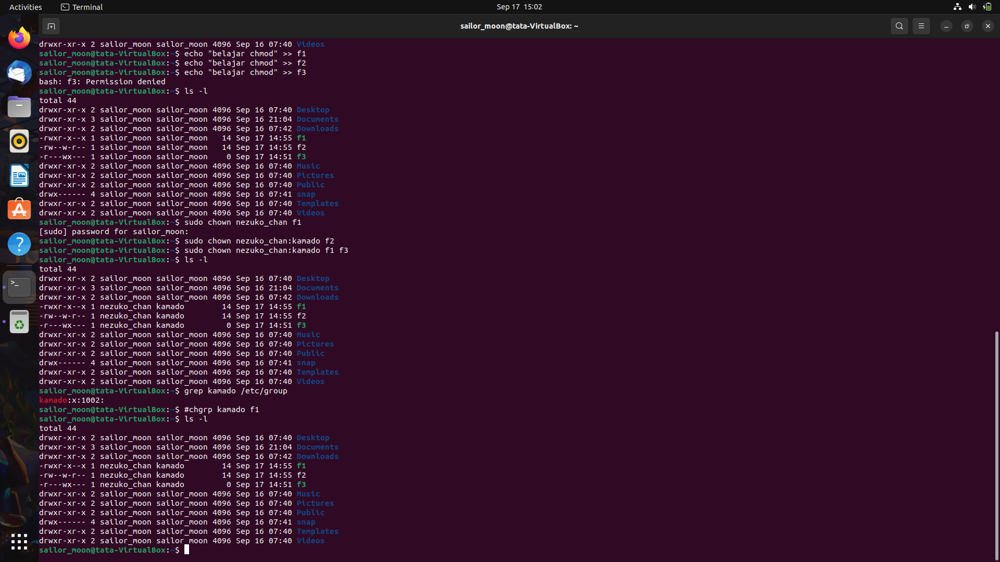 Activities Terminal Sep 17 15:02
sailor_moon@tata-VirtualBox: ~
drwxr-xr-x 2 sailor_moon sailor_moon 4096 Sep 16 07:40 Videos
sailor_moon@tata-VirtualBox:~$ echo "belajar chmod" >> f1
sailor_moon@tata-VirtualBox:~$ echo "belajar chmod" >> f2
sailor_moon@tata-VirtualBox:~$ echo "belajar chmod" >> f3
bash: f3: Permission denied
sailor_moon@tata-VirtualBox:~$ ls -l
total 44
drwxr-xr-x 2 sailor_moon sailor_moon 4096 Sep 16 07:40 Desktop
drwxr-xr-x 3 sailor_moon sailor_moon 4096 Sep 16 21:04 Documents
drwxr-xr-x 2 sailor_moon sailor_moon 4096 Sep 16 07:42 Downloads
-rwxr-x--x 1 sailor_moon sailor_moon   14 Sep 17 14:55 f1
-rw--w-r-- 1 sailor_moon sailor_moon   14 Sep 17 14:55 f2
-r---wx--- 1 sailor_moon sailor_moon    0 Sep 17 14:51 f3
drwxr-xr-x 2 sailor_moon sailor_moon 4096 Sep 16 07:40 Music
drwxr-xr-x 2 sailor_moon sailor_moon 4096 Sep 16 07:40 Pictures
drwxr-xr-x 2 sailor_moon sailor_moon 4096 Sep 16 07:40 Public
drwx------ 4 sailor_moon sailor_moon 4096 Sep 16 07:41 snap
drwxr-xr-x 2 sailor_moon sailor_moon 4096 Sep 16 07:40 Templates
drwxr-xr-x 2 sailor_moon sailor_moon 4096 Sep 16 07:40 Videos
sailor_moon@tata-VirtualBox:~$ sudo chown nezuko_chan f1
[sudo] password for sailor_moon:
sailor_moon@tata-VirtualBox:~$ sudo chown nezuko_chan:kamado f2
sailor_moon@tata-VirtualBox:~$ sudo chown nezuko_chan:kamado f1 f3
sailor_moon@tata-VirtualBox:~$ ls -l
total 44
drwxr-xr-x 2 sailor_moon sailor_moon 4096 Sep 16 07:40 Desktop
drwxr-xr-x 3 sailor_moon sailor_moon 4096 Sep 16 21:04 Documents
drwxr-xr-x 2 sailor_moon sailor_moon 4096 Sep 16 07:42 Downloads
-rwxr-x--x 1 nezuko_chan kamado        14 Sep 17 14:55 f1
-rw--w-r-- 1 nezuko_chan kamado        14 Sep 17 14:55 f2
-r---wx--- 1 nezuko_chan kamado         0 Sep 17 14:51 f3
drwxr-xr-x 2 sailor_moon sailor_moon 4096 Sep 16 07:40 Music
drwxr-xr-x 2 sailor_moon sailor_moon 4096 Sep 16 07:40 Pictures
drwxr-xr-x 2 sailor_moon sailor_moon 4096 Sep 16 07:40 Public
drwx------ 4 sailor_moon sailor_moon 4096 Sep 16 07:41 snap
drwxr-xr-x 2 sailor_moon sailor_moon 4096 Sep 16 07:40 Templates
drwxr-xr-x 2 sailor_moon sailor_moon 4096 Sep 16 07:40 Videos
sailor_moon@tata-VirtualBox:~$ grep kamado /etc/group
kamado:x:1002:
sailor_moon@tata-VirtualBox:~$ #chgrp kamado f1
sailor_moon@tata-VirtualBox:~$ ls -l
total 44
drwxr-xr-x 2 sailor_moon sailor_moon 4096 Sep 16 07:40 Desktop
drwxr-xr-x 3 sailor_moon sailor_moon 4096 Sep 16 21:04 Documents
drwxr-xr-x 2 sailor_moon sailor_moon 4096 Sep 16 07:42 Downloads
-rwxr-x--x 1 nezuko_chan kamado        14 Sep 17 14:55 f1
-rw--w-r-- 1 nezuko_chan kamado        14 Sep 17 14:55 f2
-r---wx--- 1 nezuko_chan kamado         0 Sep 17 14:51 f3
drwxr-xr-x 2 sailor_moon sailor_moon 4096 Sep 16 07:40 Music
drwxr-xr-x 2 sailor_moon sailor_moon 4096 Sep 16 07:40 Pictures
drwxr-xr-x 2 sailor_moon sailor_moon 4096 Sep 16 07:40 Public
drwx------ 4 sailor_moon sailor_moon 4096 Sep 16 07:41 snap
drwxr-xr-x 2 sailor_moon sailor_moon 4096 Sep 16 07:40 Templates
drwxr-xr-x 2 sailor_moon sailor_moon 4096 Sep 16 07:40 Videos
sailor_moon@tata-VirtualBox:~$